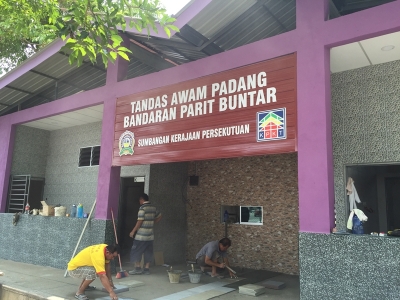 TANDAS AWAM PADANG
BANDARAN PARIT BUNTAR
SUMBANGAN KERAJAAN PERSEKUTUAN